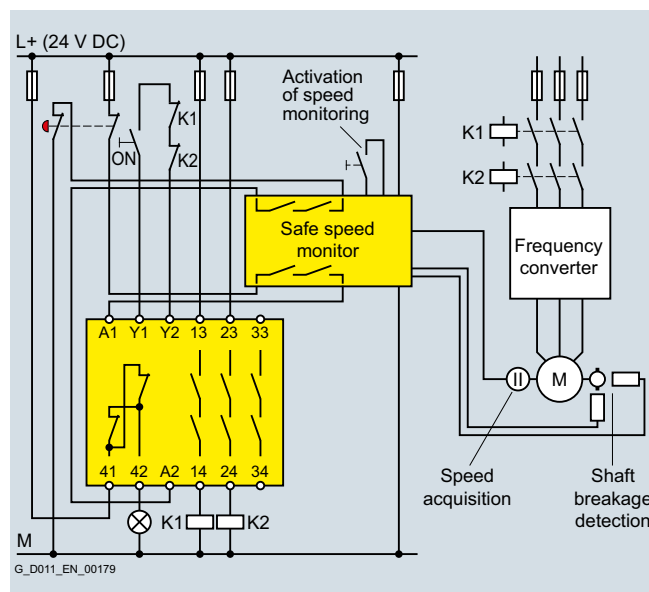 L+ (24 V DC)
Activation
of speed
monitoring
K1
K2
ON
K1
K2
Safe speed
monitor
Frequency
converter
A1 Y1 Y2 13 23 33
M
41 42 A2 14 24 34
Speed
acquisition
Shaft
breakage
detection
K1
K2
M
G_D011_EN_00179